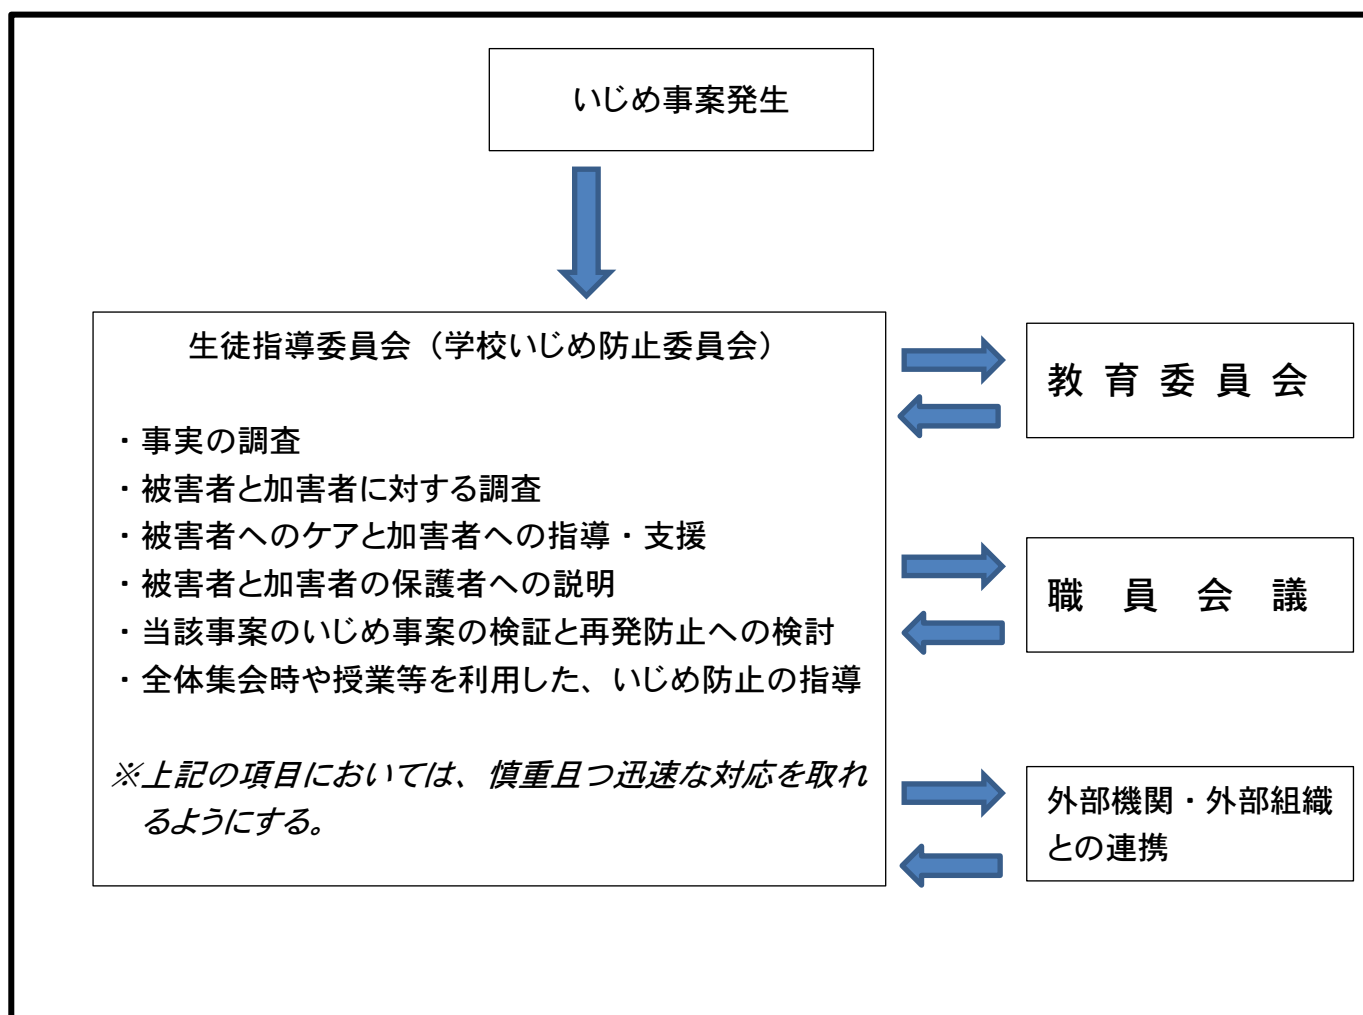 いじめ事案発生
生徒指導委員会（学校いじめ防止委員会）
・事実の調査
・被害者と加害者に対する調査
・被害者へのケアと加害者への指導・支援
・被害者と加害者の保護者への説明
・当該事案のいじめ事案の検証と再発防止への検討
・全体集会時や授業等を利用した、いじめ防止の指導
※上記の項目においては、慎重且つ迅速な対応を取れ
るようにする。
教育委員会
職員会議
外部機関・外部組織
との連携